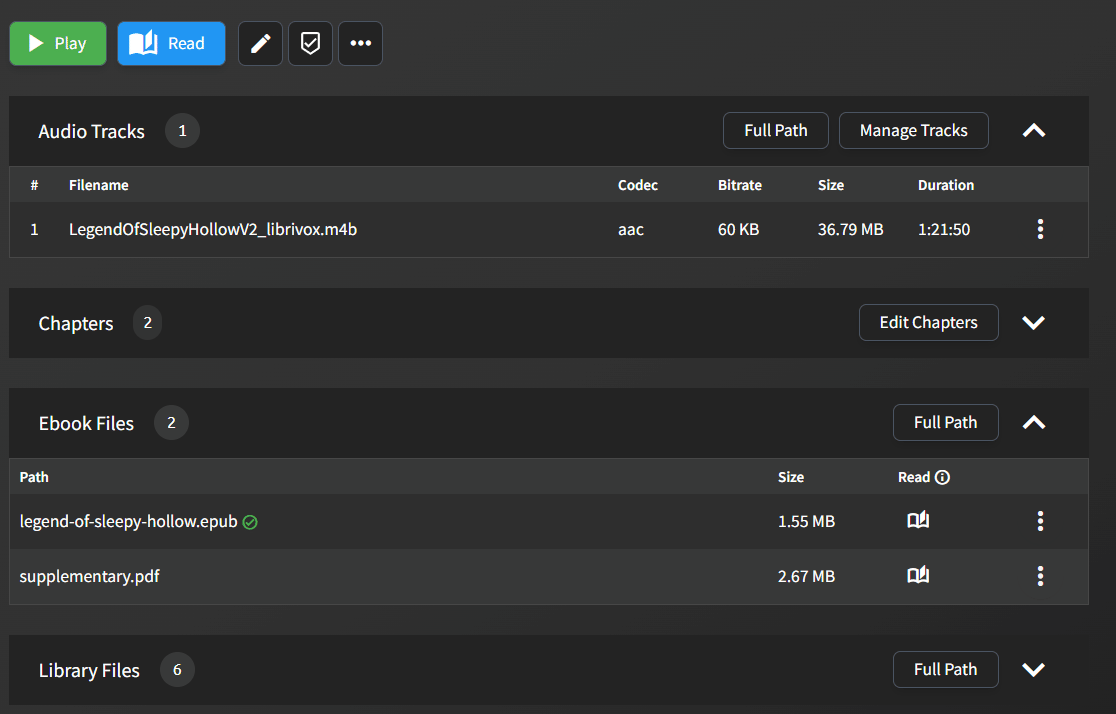 Play Read
Audio Tracks 1 Full Path Manage Tracks
# Filename Codec Bitrate Size Duration
1 LegendOfSleepyHollowV2_librivox.m4b aac 60 KB 36.79 MB 1:21:50
Chapters 2 Edit Chapters
Ebook Files 2 Full Path
Path Size Read
legend-of-sleepy-hollow.epub 1.55 MB
supplementary.pdf 2.67 MB
Library Files 6 Full Path